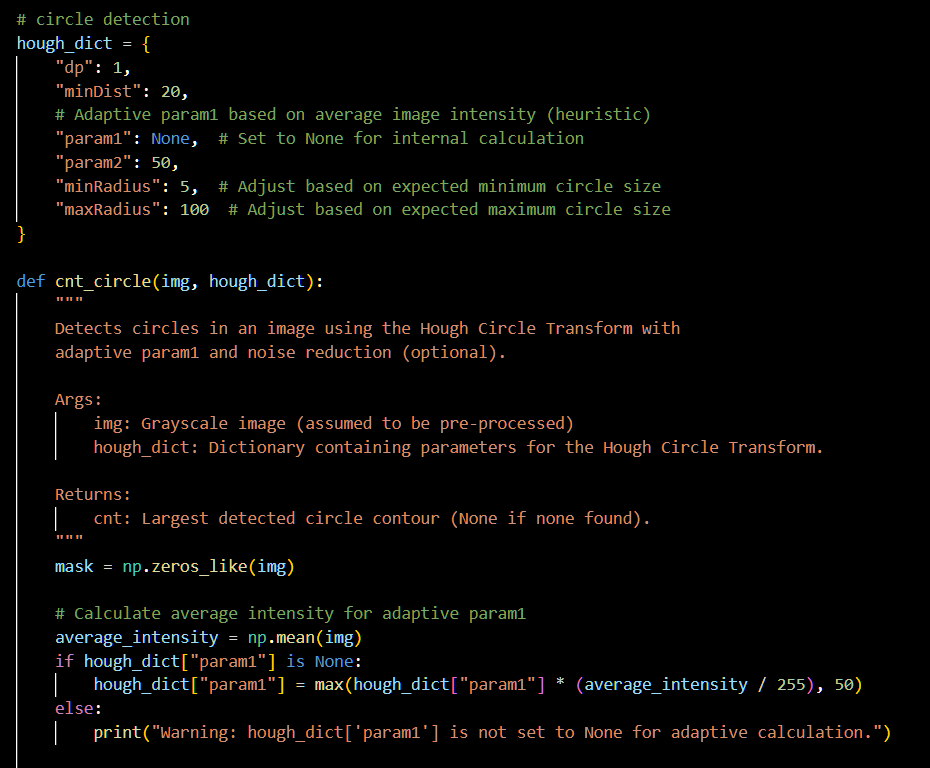 # circle detection
hough_dict = {
    "dp": 1,
    "minDist": 20,
    # Adaptive param1 based on average image intensity (heuristic)
    "param1": None,  # Set to None for internal calculation
    "param2": 50,
    "minRadius": 5,  # Adjust based on expected minimum circle size
    "maxRadius": 100  # Adjust based on expected maximum circle size
}

def cnt_circle(img, hough_dict):
    """
    Detects circles in an image using the Hough Circle Transform with
    adaptive param1 and noise reduction (optional).

    Args:
        img: Grayscale image (assumed to be pre-processed)
        hough_dict: Dictionary containing parameters for the Hough Circle Transform.

    Returns:
        cnt: Largest detected circle contour (None if none found).
    """
    mask = np.zeros_like(img)

    # Calculate average intensity for adaptive param1
    average_intensity = np.mean(img)
    if hough_dict["param1"] is None:
        hough_dict["param1"] = max(hough_dict["param1"] * (average_intensity / 255), 50)
    else:
        print("Warning: hough_dict['param1'] is not set to None for adaptive calculation.")